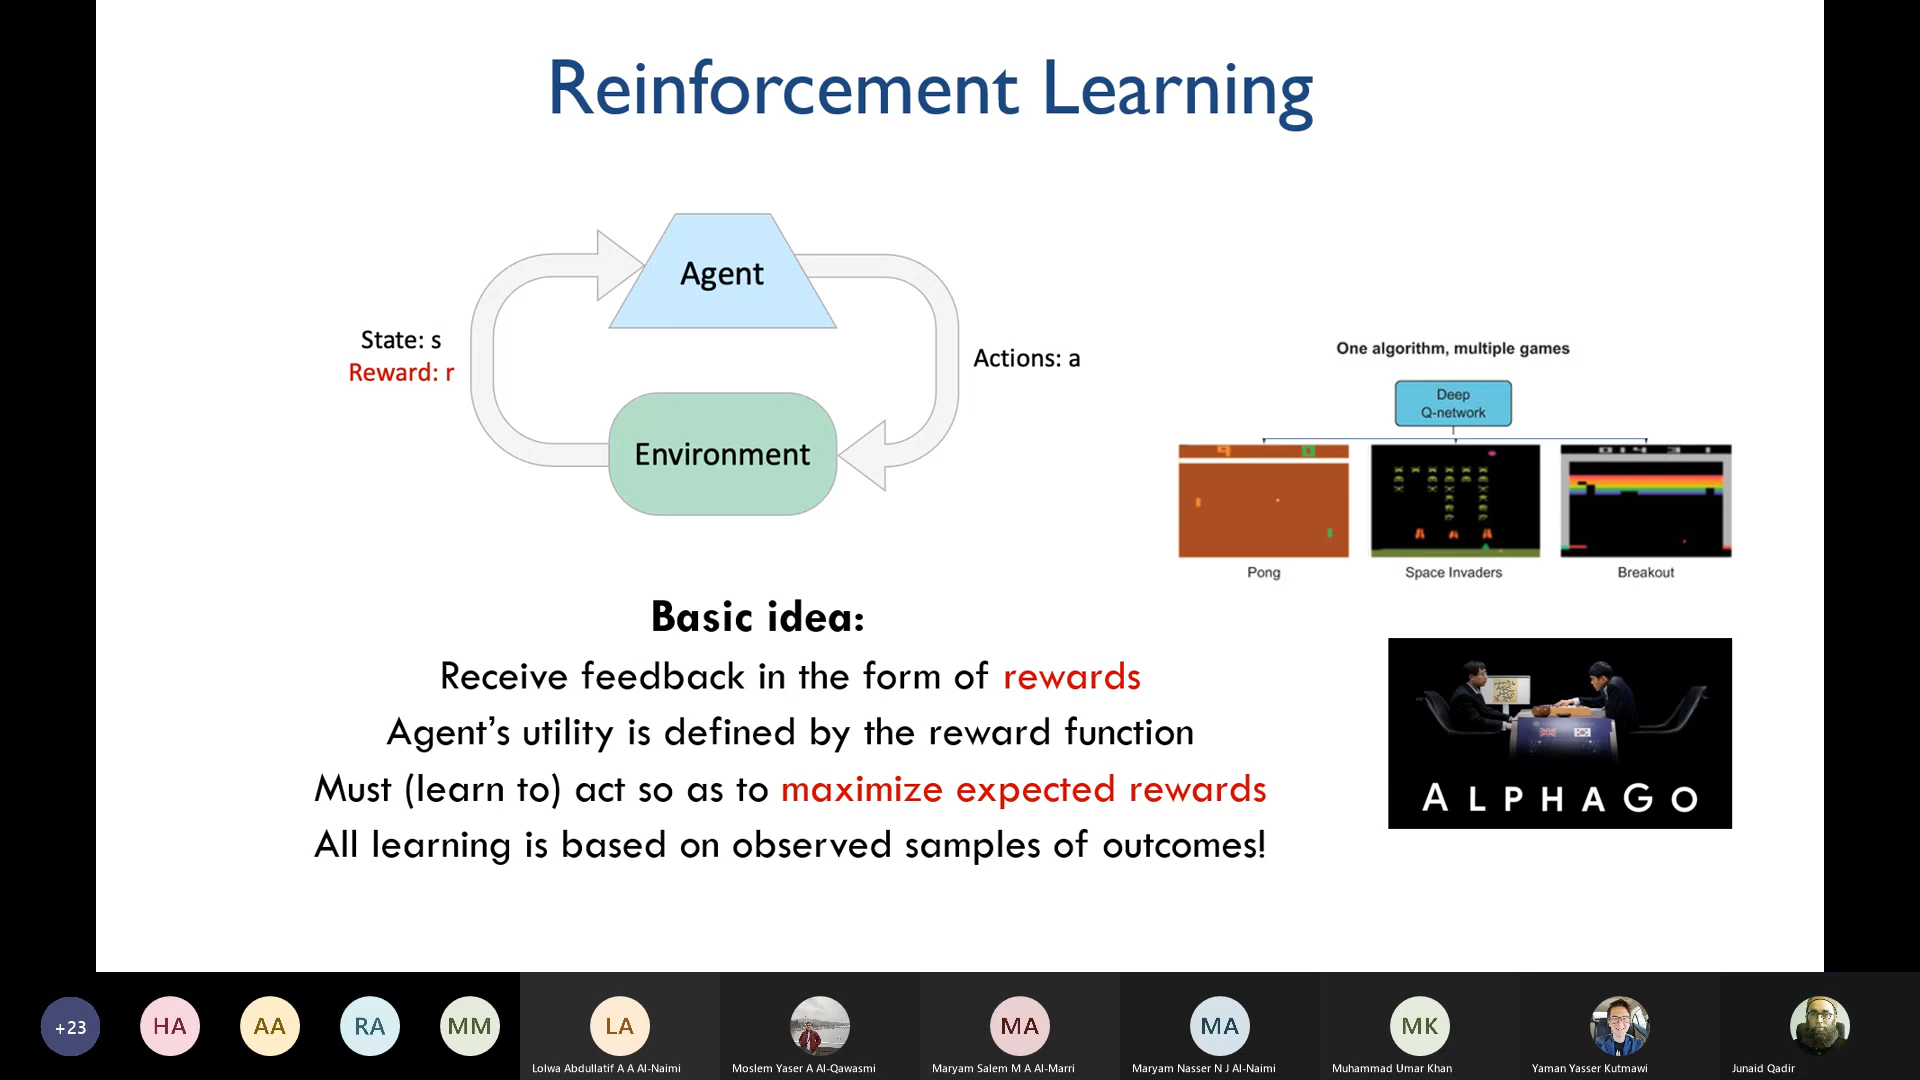 Reinforcement Learning
Agent
State: s
Reward: r
Actions: a
Environment
One algorithm, multiple games
Deep
Q-network
Pong
Space Invaders
Breakout
Basic idea:
Receive feedback in the form of rewards
Agent’s utility is defined by the reward function
Must (learn to) act so as to maximize expected rewards
All learning is based on observed samples of outcomes!
ALPHAGO
+23
HA
AA
RA
MM
LA
MA
MA
MK
Lolwa Abdullatif A A Al-Naimi
Moslem Yaser A Al-Qawasmi
Maryam Salem M A Al-Marri
Maryam Nasser N J Al-Naimi
Muhammad Umar Khan
Yaman Yasser Kutmawi
Junaid Qadir